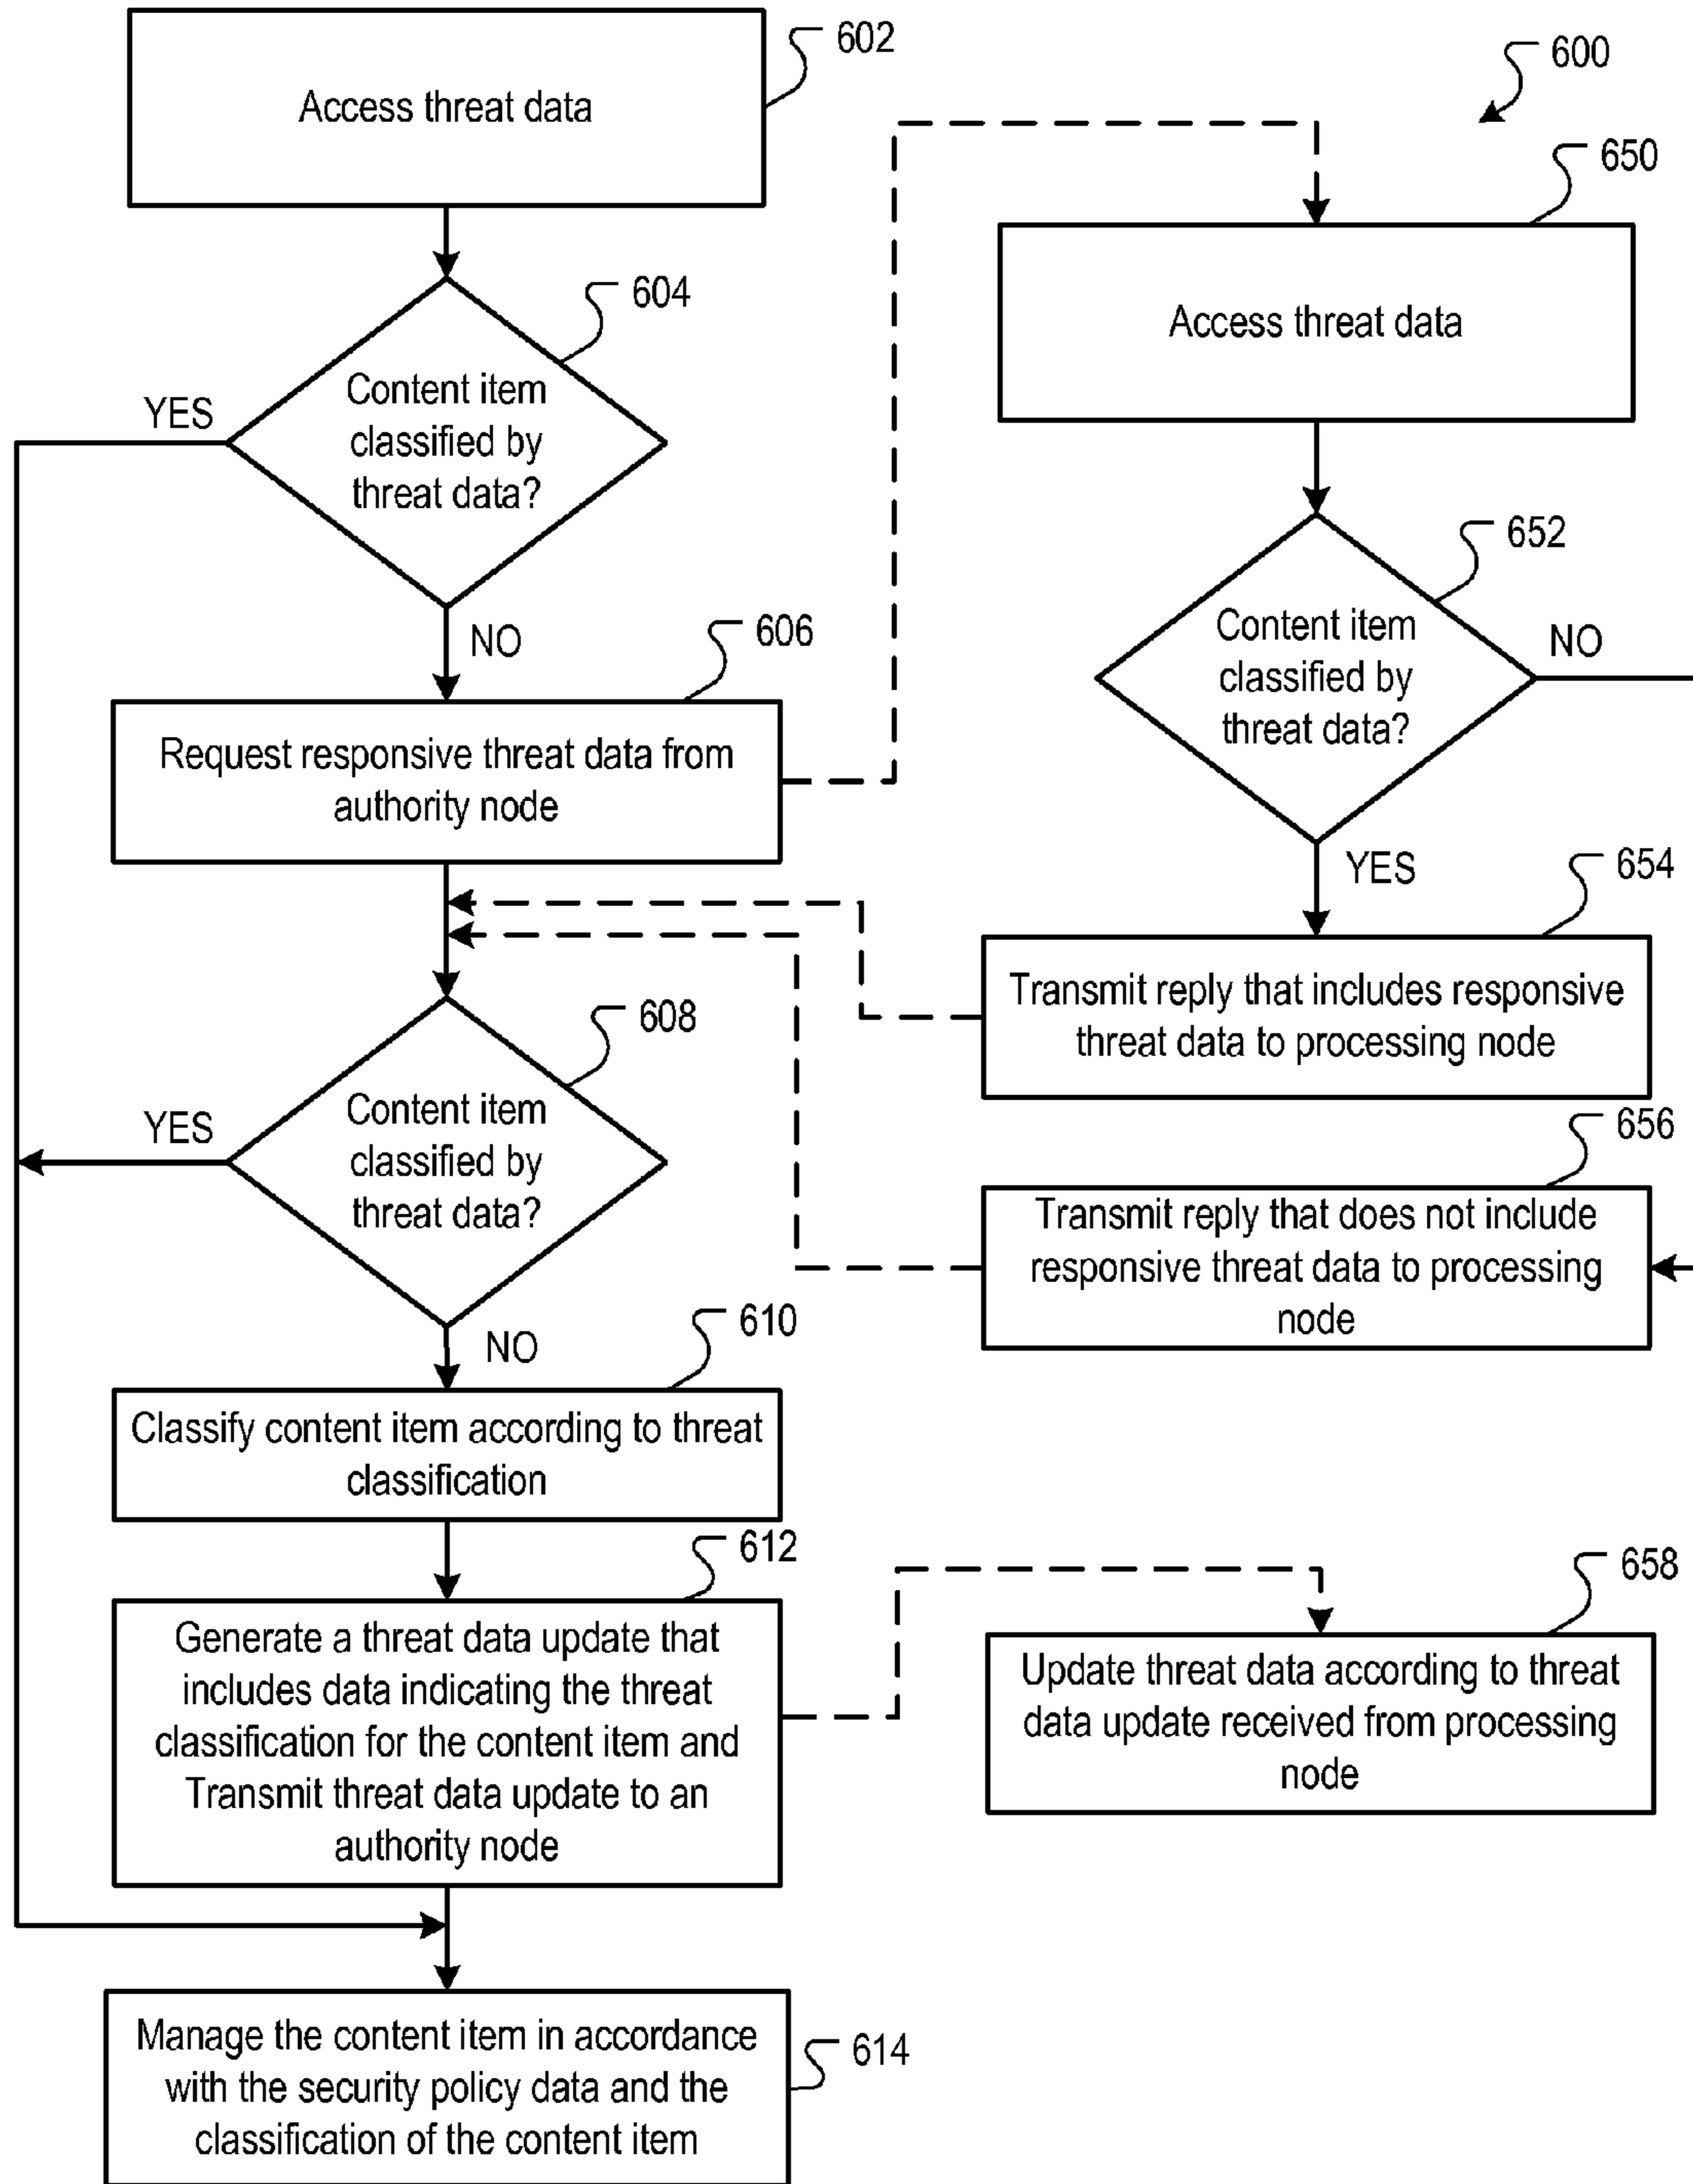 602
Access threat data
600
604
Content item
classified by
threat data?
YES
NO
606
Request responsive threat data from
authority node
650
Access threat data
652
Content item
classified by
threat data?
NO
YES
654
Transmit reply that includes responsive
threat data to processing node
656
Transmit reply that does not include
responsive threat data to processing
node
608
Content item
classified by
threat data?
YES
NO
610
Classify content item according to threat
classification
612
Generate a threat data update that
includes data indicating the threat
classification for the content item and
Transmit threat data update to an
authority node
658
Update threat data according to threat
data update received from processing
node
Manage the content item in accordance
with the security policy data and the
classification of the content item
614